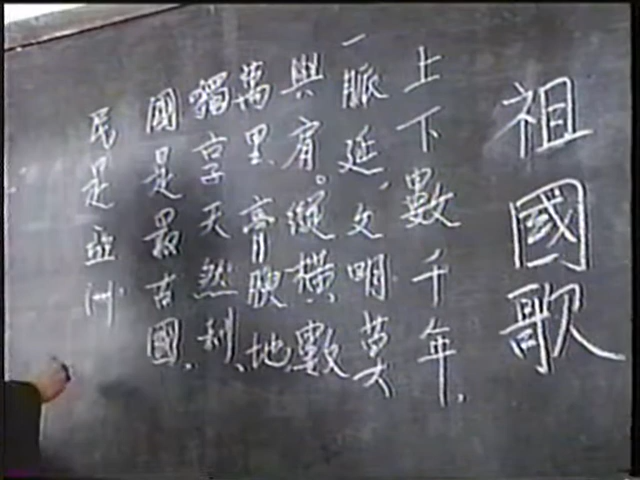 祖國歌
上下數千年，
一脈延，文明莫
與肩。縱橫數
萬里膏腴地，
獨享天然利，
國是最古國，
民是亞洲